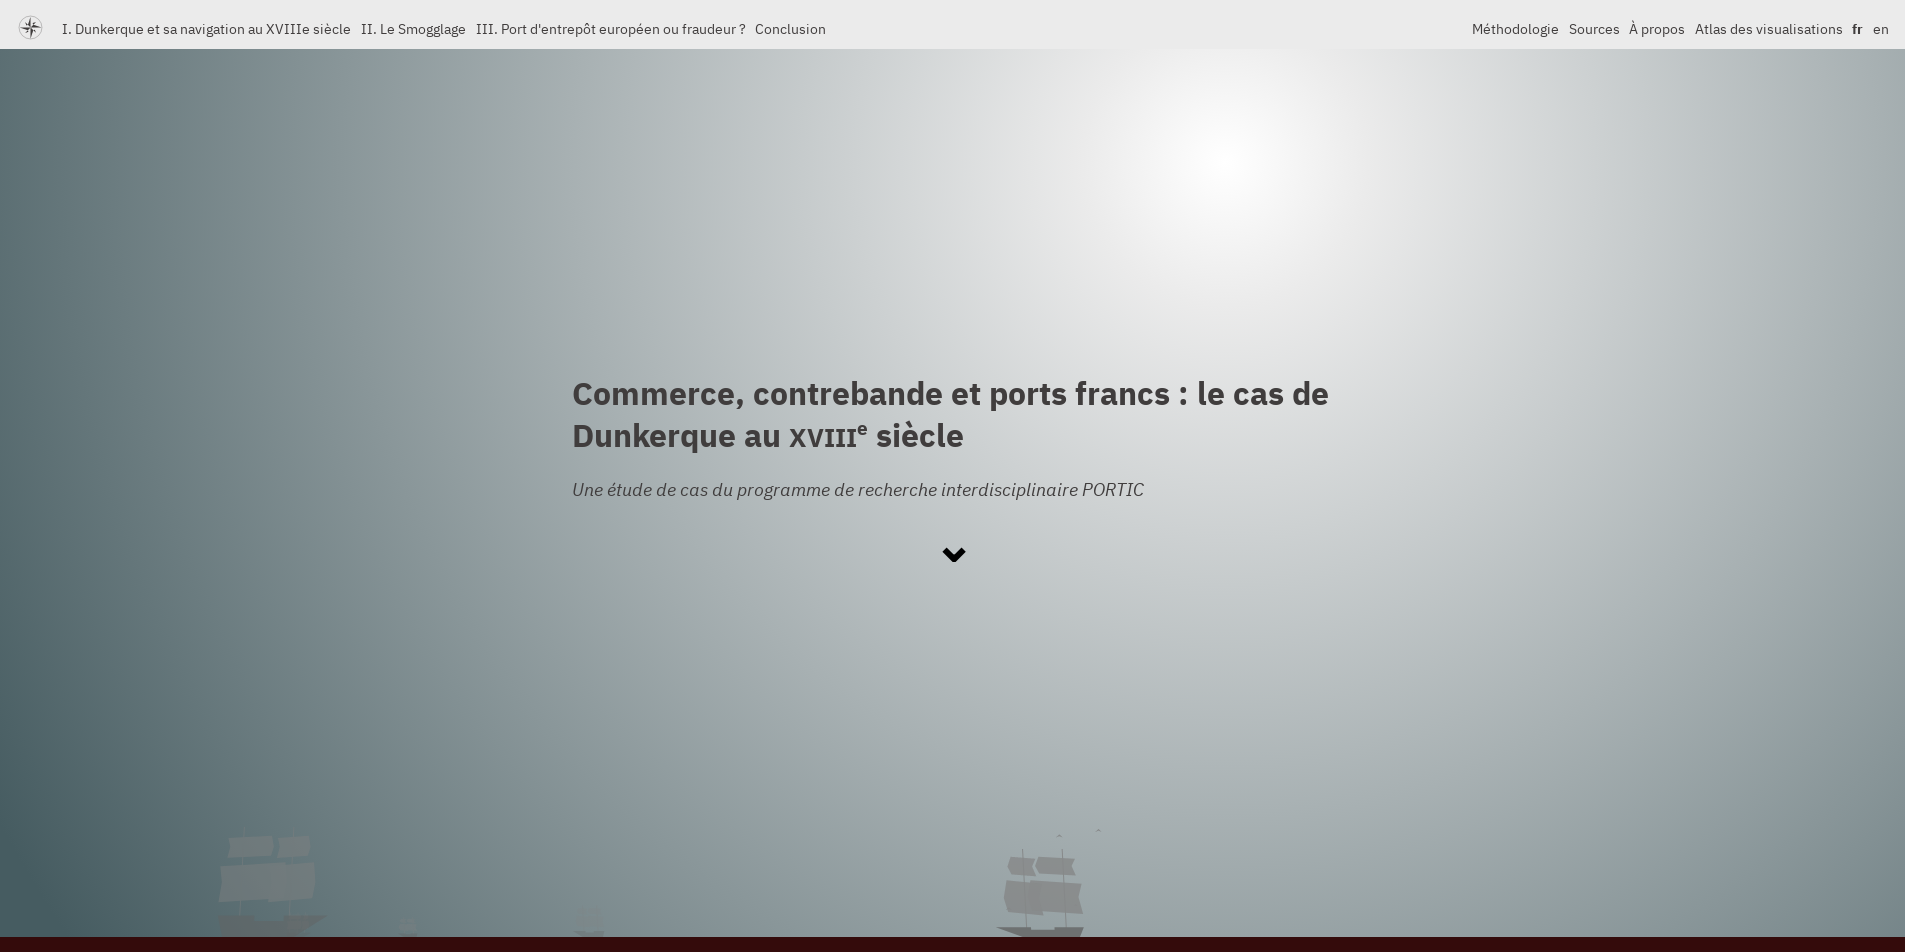 I. Dunkerque et sa navigation au XVIIIe siècle II. Le Smogglage III. Port d'entrepôt européen ou fraudeur ? Conclusion Méthodologie Sources À propos Atlas des visualisations fr en
Commerce, contrebande et ports francs : le cas de
Dunkerque au XVIIIe siècle
Une étude de cas du programme de recherche interdisciplinaire PORTIC